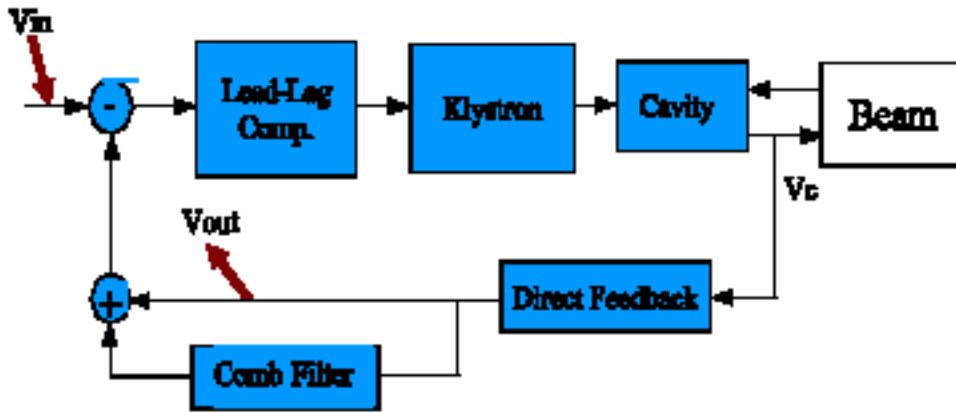 Vin
-
Lead-Lag
Comp.
Klystron
Cavity
Beam
Vc
Vout
+
Direct Feedback
Comb Filter